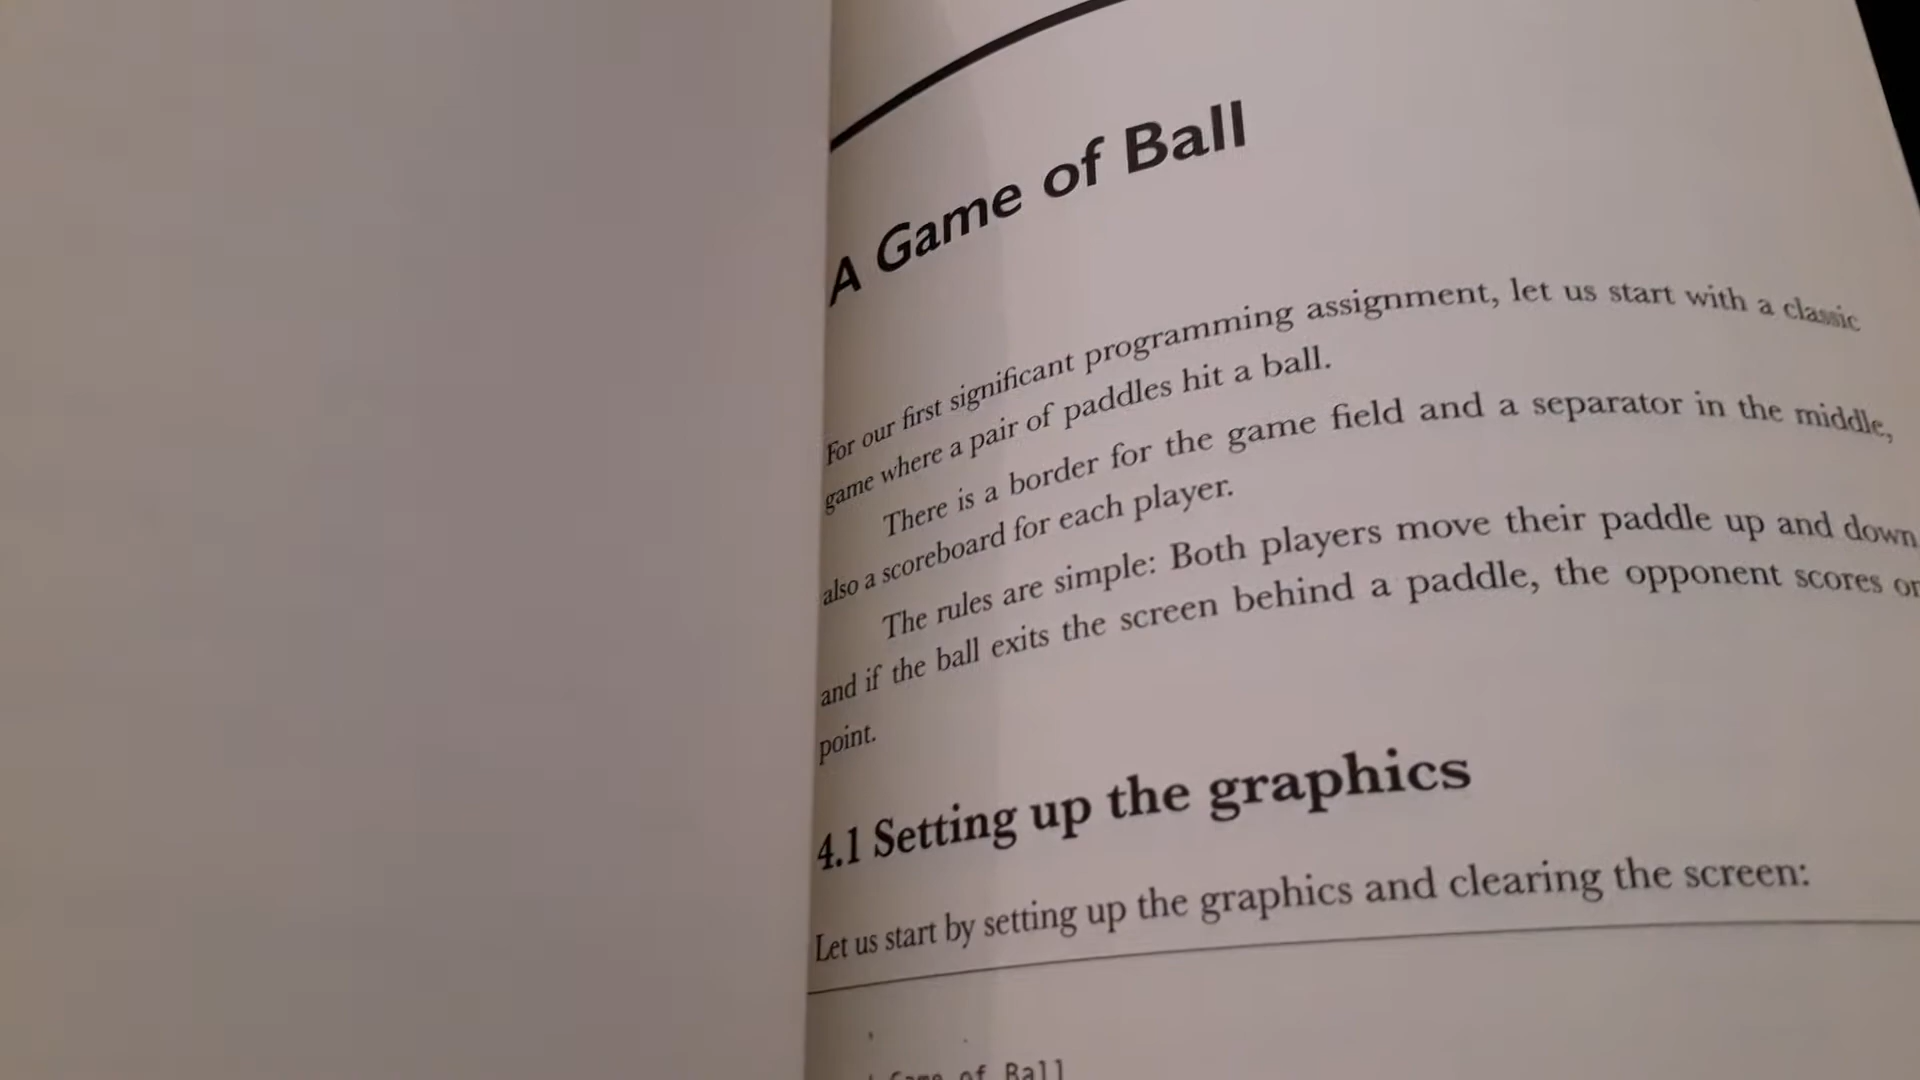 A Game of Ball
For our first significant programming assignment, let us start with a classic
game where a pair of paddles hit a ball.
There is a border for the game field and a separator in the middle,
also a scoreboard for each player.
The rules are simple: Both players move their paddle up and down
and if the ball exits the screen behind a paddle, the opponent scores
point.
4.1 Setting up the graphics
Let us start by setting up the graphics and clearing the screen:
Game of Ball